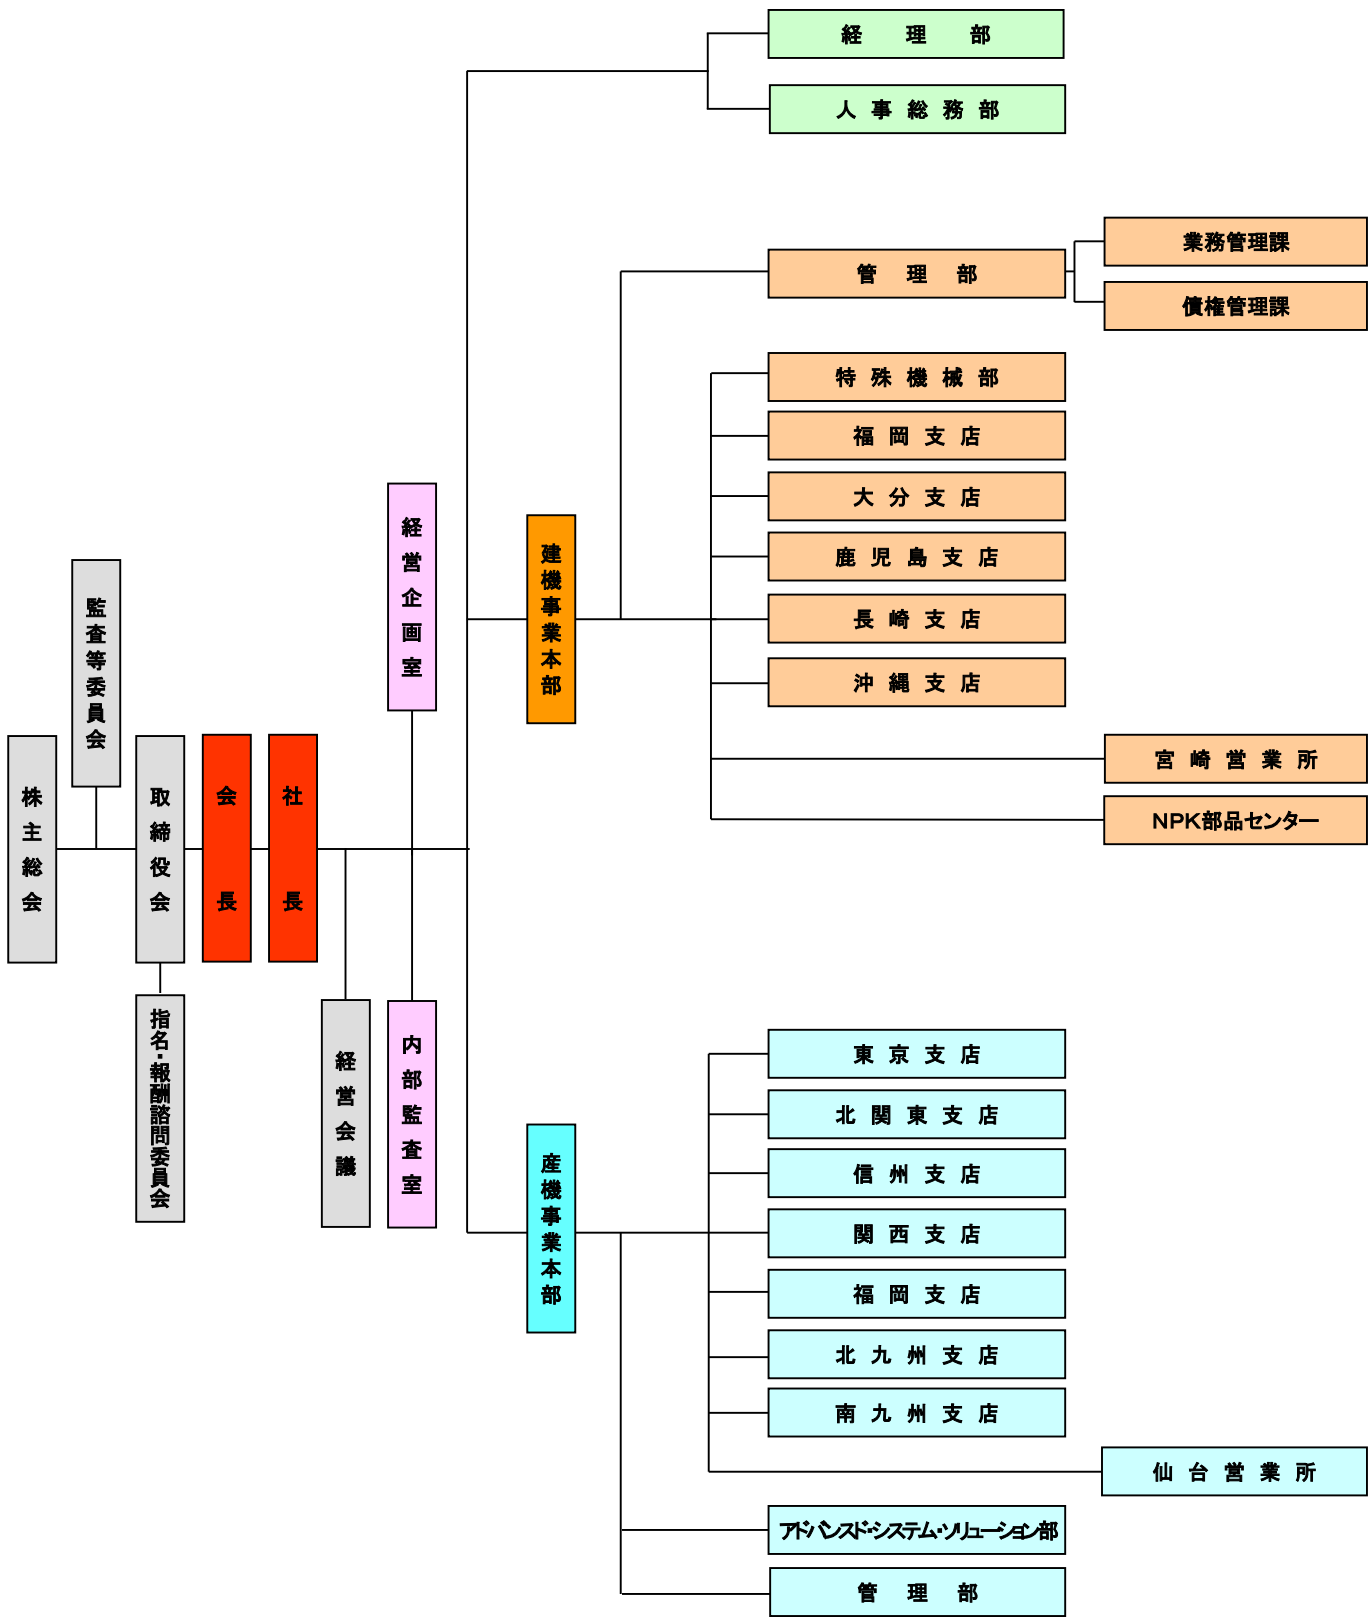 株主総会
監査等委員会
取締役会
指名・報酬諮問委員会
会長
社長
経営会議
経営企画室
内部監査室
経理部
人事総務部
建機事業本部
管理部
業務管理課
債権管理課
特殊機械部
福岡支店
大分支店
鹿児島支店
長崎支店
沖縄支店
宮崎営業所
NPK部品センター
産機事業本部
東京支店
北関東支店
信州支店
関西支店
福岡支店
北九州支店
南九州支店
仙台営業所
アドバンスド・システム・ソリューション部
管理部